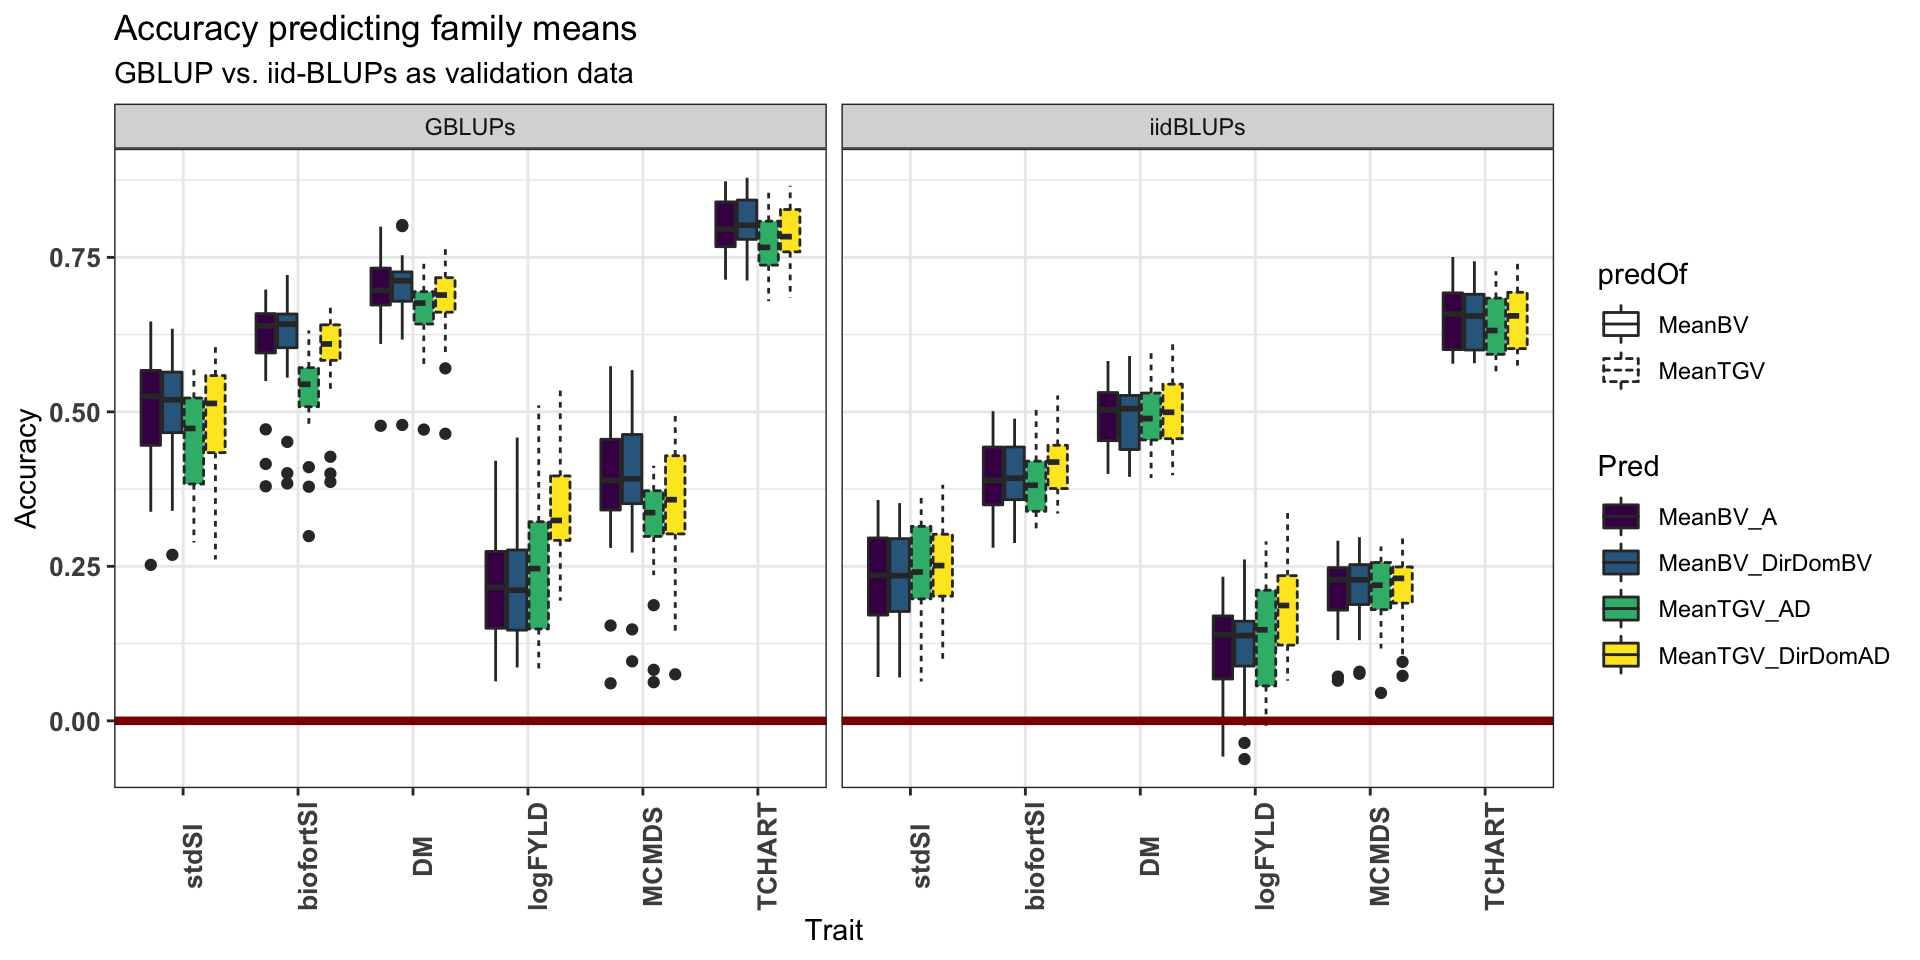 Accuracy predicting family means
GBLUP vs. iid-BLUPs as validation data
GBLUPs
iidBLUPs
Accuracy
0.75
0.50
0.25
0.00
stdSI
biofortSI
DM
logFYLD
MCMDS
TCHART
stdSI
biofortSI
DM
logFYLD
MCMDS
TCHART
Trait
predOf
MeanBV
MeanTGV
Pred
MeanBV_A
MeanBV_DirDomBV
MeanTGV_AD
MeanTGV_DirDomAD